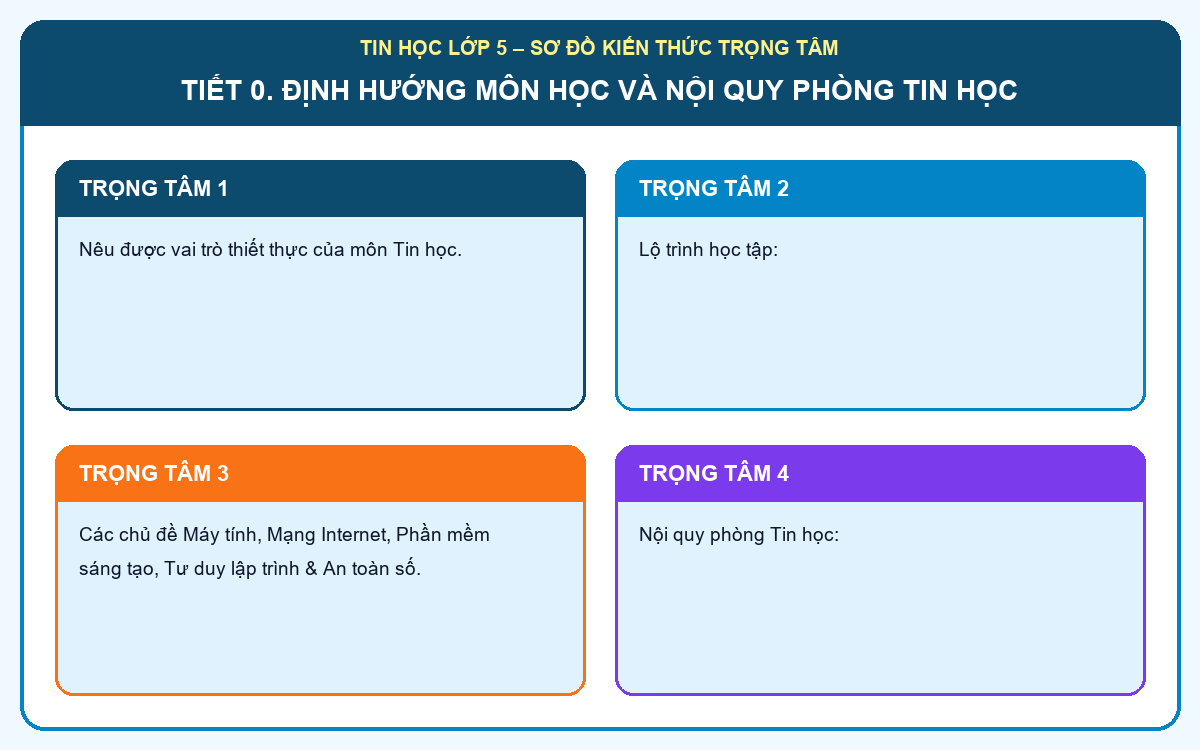 TIN HỌC LỚP 5 – SƠ ĐỒ KIẾN THỨC TRỌNG TÂM
TIẾT 0. ĐỊNH HƯỚNG MÔN HỌC VÀ NỘI QUY PHÒNG TIN HỌC
TRỌNG TÂM 1
Nêu được vai trò thiết thực của môn Tin học.
TRỌNG TÂM 2
Lộ trình học tập:
TRỌNG TÂM 3
Các chủ đề Máy tính, Mạng Internet, Phần mềm
sáng tạo, Tư duy lập trình & An toàn số.
TRỌNG TÂM 4
Nội quy phòng Tin học: